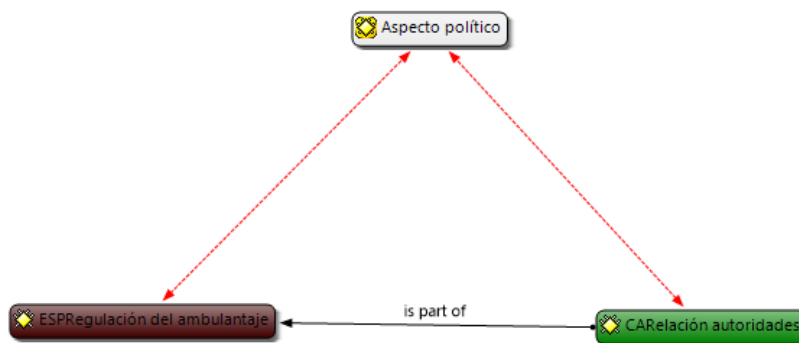 Aspecto político
is part of
ESPRegulación del ambulantaje
CARelación autoridades